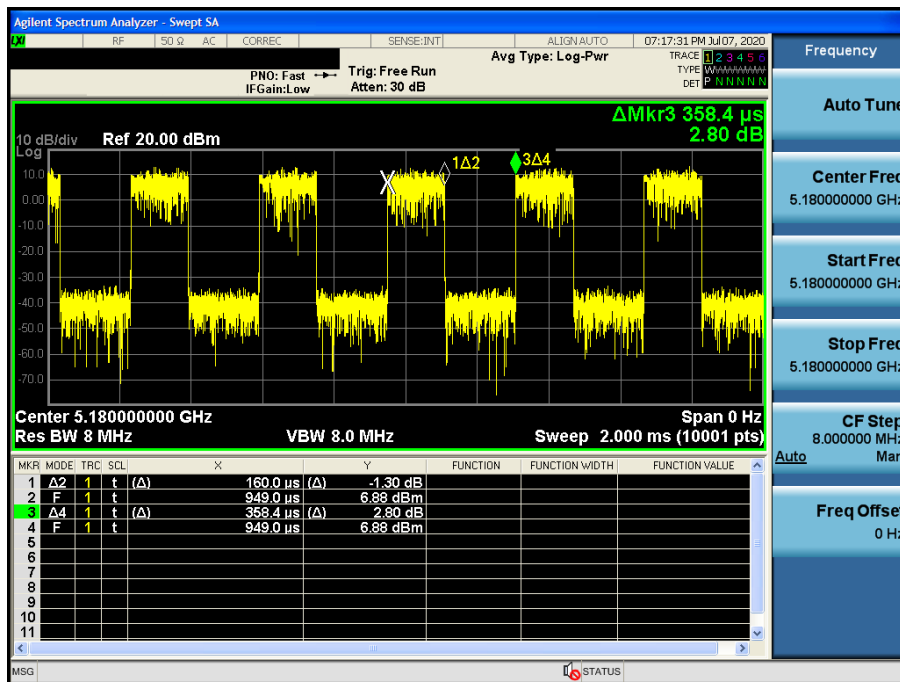 Agilent Spectrum Analyzer - Swept SA
LXI RF 50 Ω AC CORREC SENSE:INT ALIGN AUTO 07:17:31 PM Jul 07, 2020
Frequency
Avg Type: Log-Pwr
TRACE 1 2 3 4 5 6
PNO: Fast Trig: Free Run
TYPE WWWWWW
IFGain:Low Atten: 30 dB
DET P N N N N N
Auto Tune
ΔMkr3 358.4 µs
2.80 dB
10 dB/div Ref 20.00 dBm
Log
1Δ2
3Δ4
10.0
0.00
-10.0
-20.0
-30.0
-40.0
-50.0
-60.0
-70.0
Center Freq
5.180000000 GHz
Start Freq
5.180000000 GHz
Stop Freq
5.180000000 GHz
Center 5.180000000 GHz Span 0 Hz
Res BW 8 MHz VBW 8.0 MHz Sweep 2.000 ms (10001 pts)
CF Step
8.000000 MHz
Auto Man
MKR MODE TRC SCL X Y FUNCTION FUNCTION WIDTH FUNCTION VALUE
1 Δ2 1 t (Δ) 160.0 µs (Δ) -1.30 dB
2 F 1 t 949.0 µs 6.88 dBm
3 Δ4 1 t (Δ) 358.4 µs (Δ) 2.80 dB
4 F 1 t 949.0 µs 6.88 dBm
5
6
7
8
9
10
11
Freq Offset
0 Hz
MSG STATUS